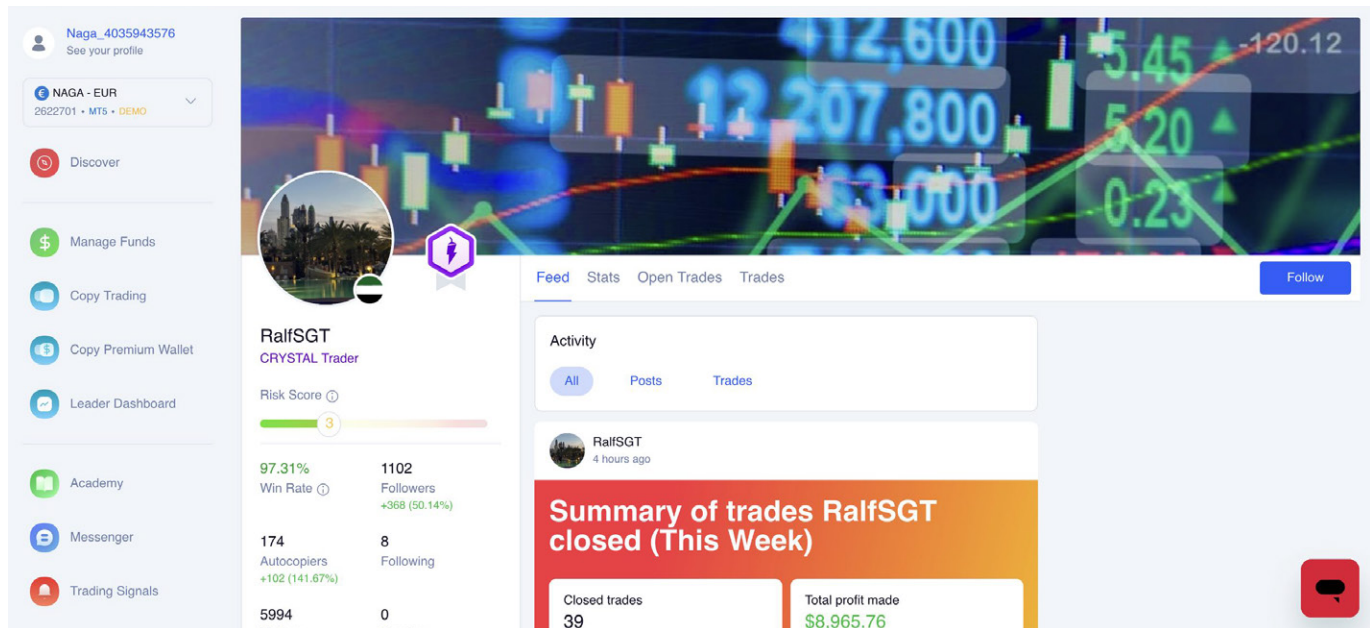 Naga_4035943576
See your profile
NAGA - EUR
2622701 • MT5 • DEMO
Discover
Manage Funds
Copy Trading
Copy Premium Wallet
Leader Dashboard
Academy
Messenger
Trading Signals
412,600
12,207,800
53,000
5.45
-120.12
5.20
0.23
RalfSGT
CRYSTAL Trader
Risk Score
3
97.31%
Win Rate
1102
Followers
+368 (50.14%)
174
Autocopiers
+102 (141.67%)
8
Following
5994
0
Feed Stats Open Trades Trades
Follow
Activity
All Posts Trades
RalfSGT
4 hours ago
Summary of trades RalfSGT
closed (This Week)
Closed trades
39
Total profit made
$8,965.76